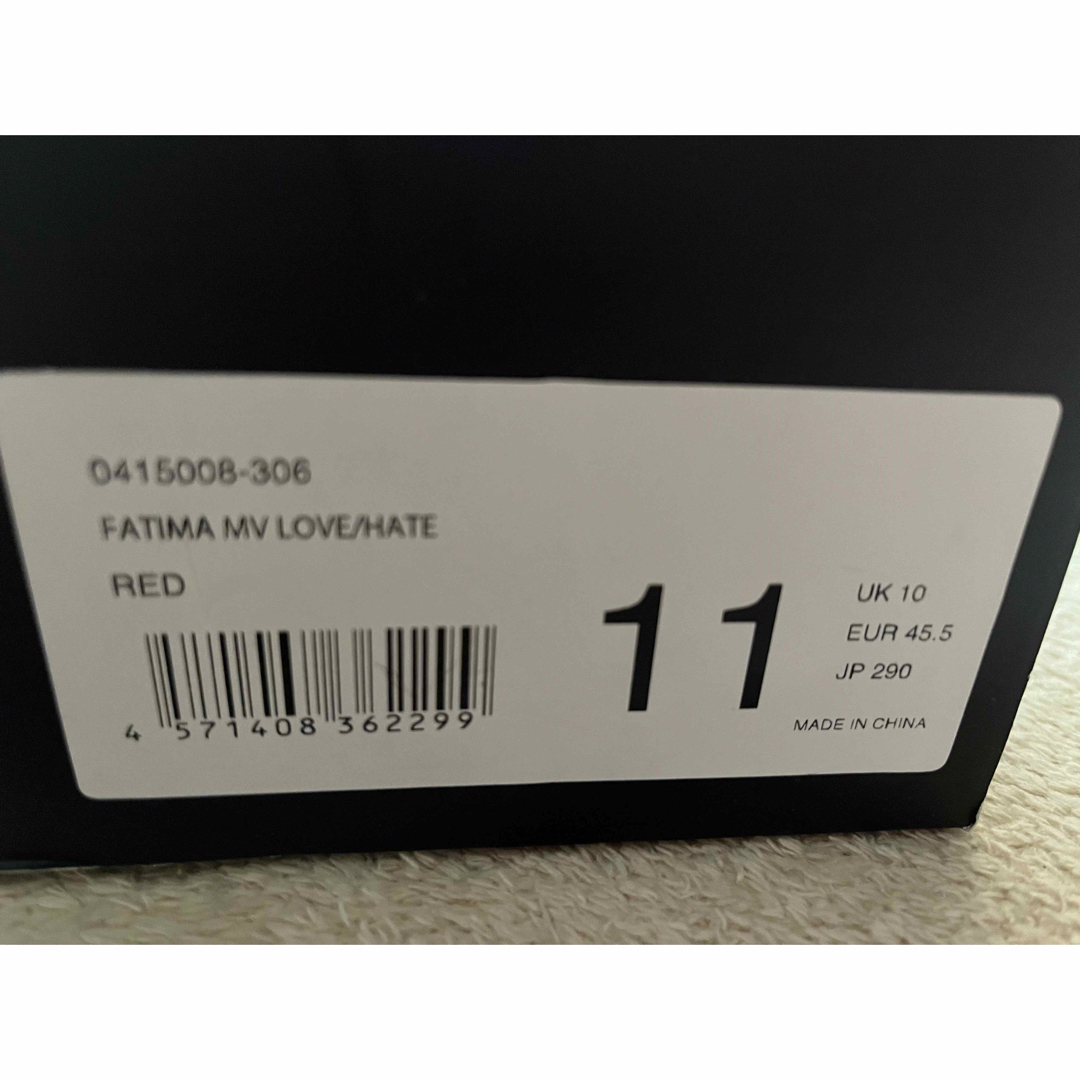 0415008-306
FATIMA MV LOVE/HATE
RED
4 571408 362299
11
UK 10
EUR 45.5
JP 290
MADE IN CHINA